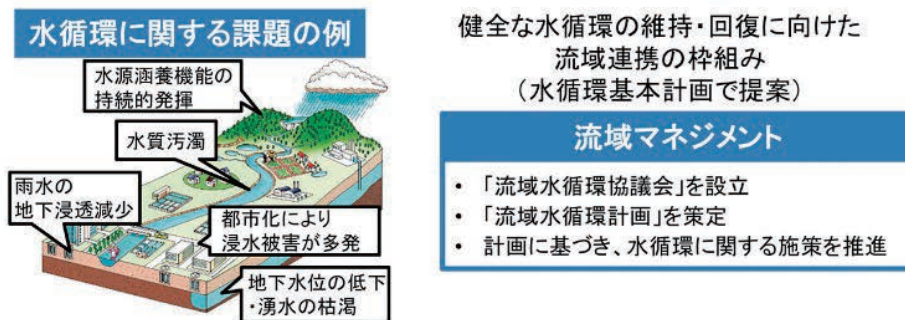 水循環に関する課題の例
水源涵養機能の
持続的発揮
水質汚濁
雨水の
地下浸透減少
都市化により
浸水被害が多発
地下水位の低下
・湧水の枯渇
健全な水循環の維持・回復に向けた
流域連携の枠組み
（水循環基本計画で提案）
流域マネジメント
・ 「流域水循環協議会」を設立
・ 「流域水循環計画」を策定
・ 計画に基づき、水循環に関する施策を推進